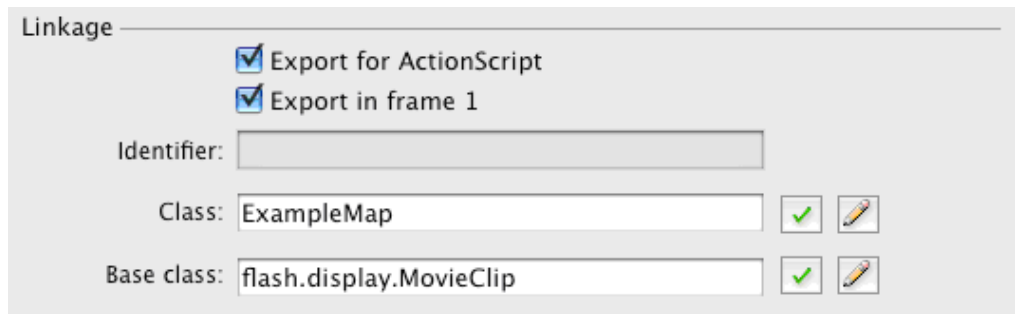 Linkage
Export for ActionScript
Export in frame 1
Identifier:
Class: ExampleMap
Base class: flash.display.MovieClip